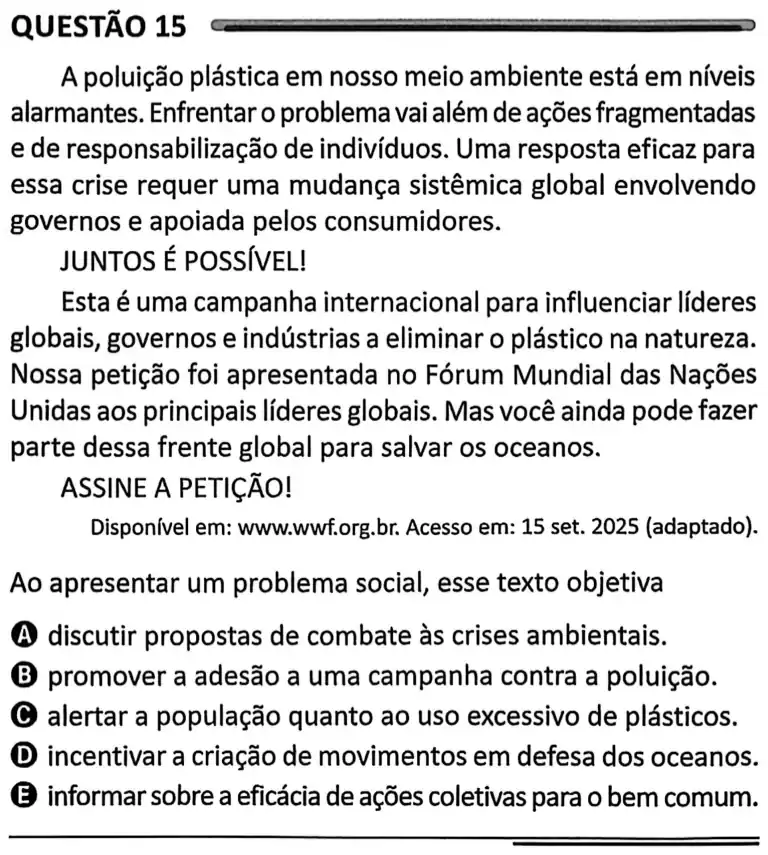 QUESTÃO 15
A poluição plástica em nosso meio ambiente está em níveis
alarmantes. Enfrentar o problema vai além de ações fragmentadas
e de responsabilização de indivíduos. Uma resposta eficaz para
essa crise requer uma mudança sistêmica global envolvendo
governos e apoiada pelos consumidores.
JUNTOS É POSSÍVEL!
Esta é uma campanha internacional para influenciar líderes
globais, governos e indústrias a eliminar o plástico na natureza.
Nossa petição foi apresentada no Fórum Mundial das Nações
Unidas aos principais líderes globais. Mas você ainda pode fazer
parte dessa frente global para salvar os oceanos.
ASSINE A PETIÇÃO!
Disponível em: www.wwf.org.br. Acesso em: 15 set. 2025 (adaptado).
Ao apresentar um problema social, esse texto objetiva
A discutir propostas de combate às crises ambientais.
B promover a adesão a uma campanha contra a poluição.
C alertar a população quanto ao uso excessivo de plásticos.
D incentivar a criação de movimentos em defesa dos oceanos.
E informar sobre a eficácia de ações coletivas para o bem comum.